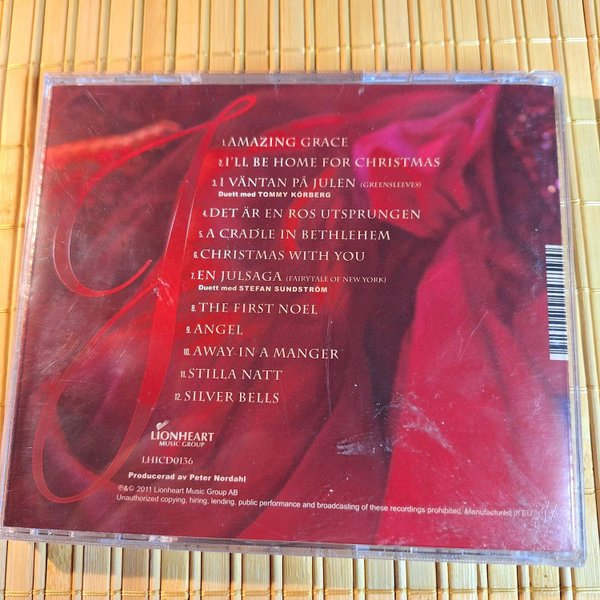 1. AMAZING GRACE
2. I'LL BE HOME FOR CHRISTMAS
3. I VÄNTAN PÅ JULEN (GREENSLEEVES)
Duett med TOMMY KÖRBERG
4. DET ÄR EN ROS UTSPRUNGEN
5. A CRADLE IN BETHLEHEM
6. CHRISTMAS WITH YOU
7. EN JULSAGA (FAIRYTALE OF NEW YORK)
Duett med STEFAN SUNDSTRÖM
8. THE FIRST NOEL
9. ANGEL
10. AWAY IN A MANGER
11. STILLA NATT
12. SILVER BELLS
LIONHEART
MUSIC GROUP
LHICD0136
Producerad av Peter Nordahl
℗&© 2011 Lionheart Music Group AB
Unauthorized copying, hiring, lending, public performance and broadcasting of these recordings prohibited. Manufactured in EU